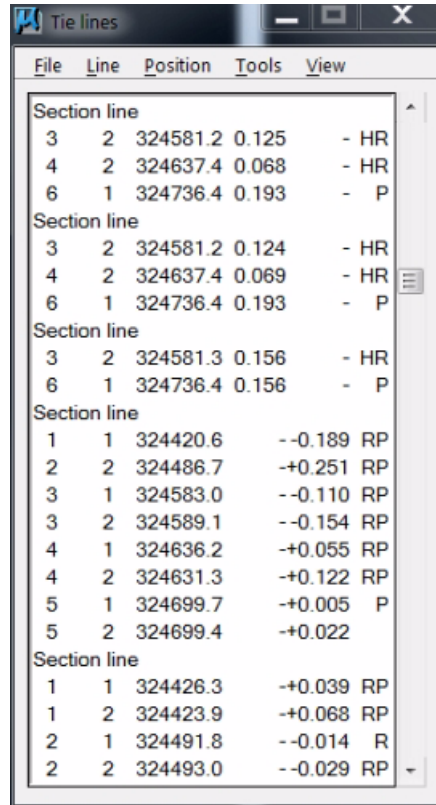 Tie lines
File Line Position Tools View
Section line
3 2 324581.2 0.125 - HR
4 2 324637.4 0.068 - HR
6 1 324736.4 0.193 - P
Section line
3 2 324581.2 0.124 - HR
4 2 324637.4 0.069 - HR
6 1 324736.4 0.193 - P
Section line
3 2 324581.3 0.156 - HR
6 1 324736.4 0.156 - P
Section line
1 1 324420.6 - -0.189 RP
2 2 324486.7 -+0.251 RP
3 1 324583.0 - -0.110 RP
3 2 324589.1 - -0.154 RP
4 1 324636.2 -+0.055 RP
4 2 324631.3 -+0.122 RP
5 1 324699.7 -+0.005 P
5 2 324699.4 -+0.022
Section line
1 1 324426.3 -+0.039 RP
1 2 324423.9 -+0.068 RP
2 1 324491.8 - -0.014 R
2 2 324493.0 - -0.029 RP